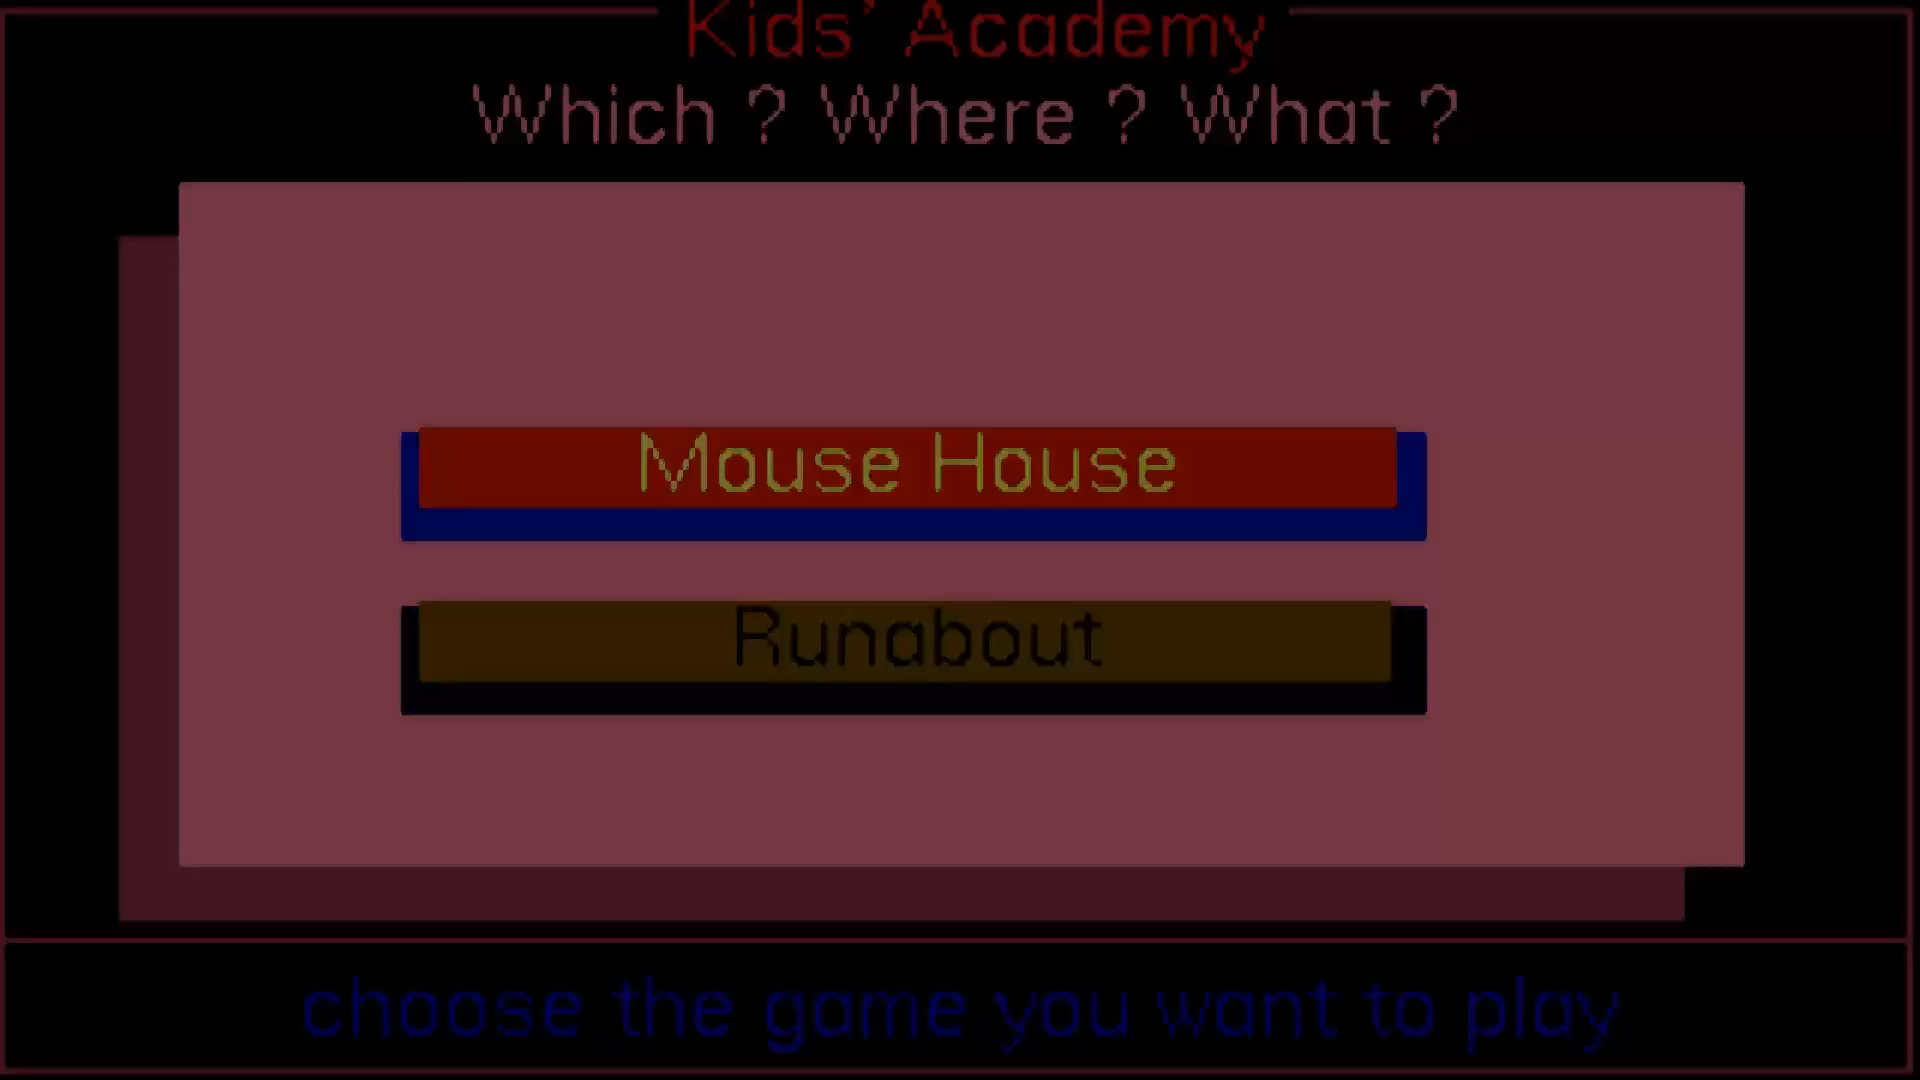 Kids' Academy
Which ? Where ? What ?
Mouse House
Runabout
choose the game you want to play